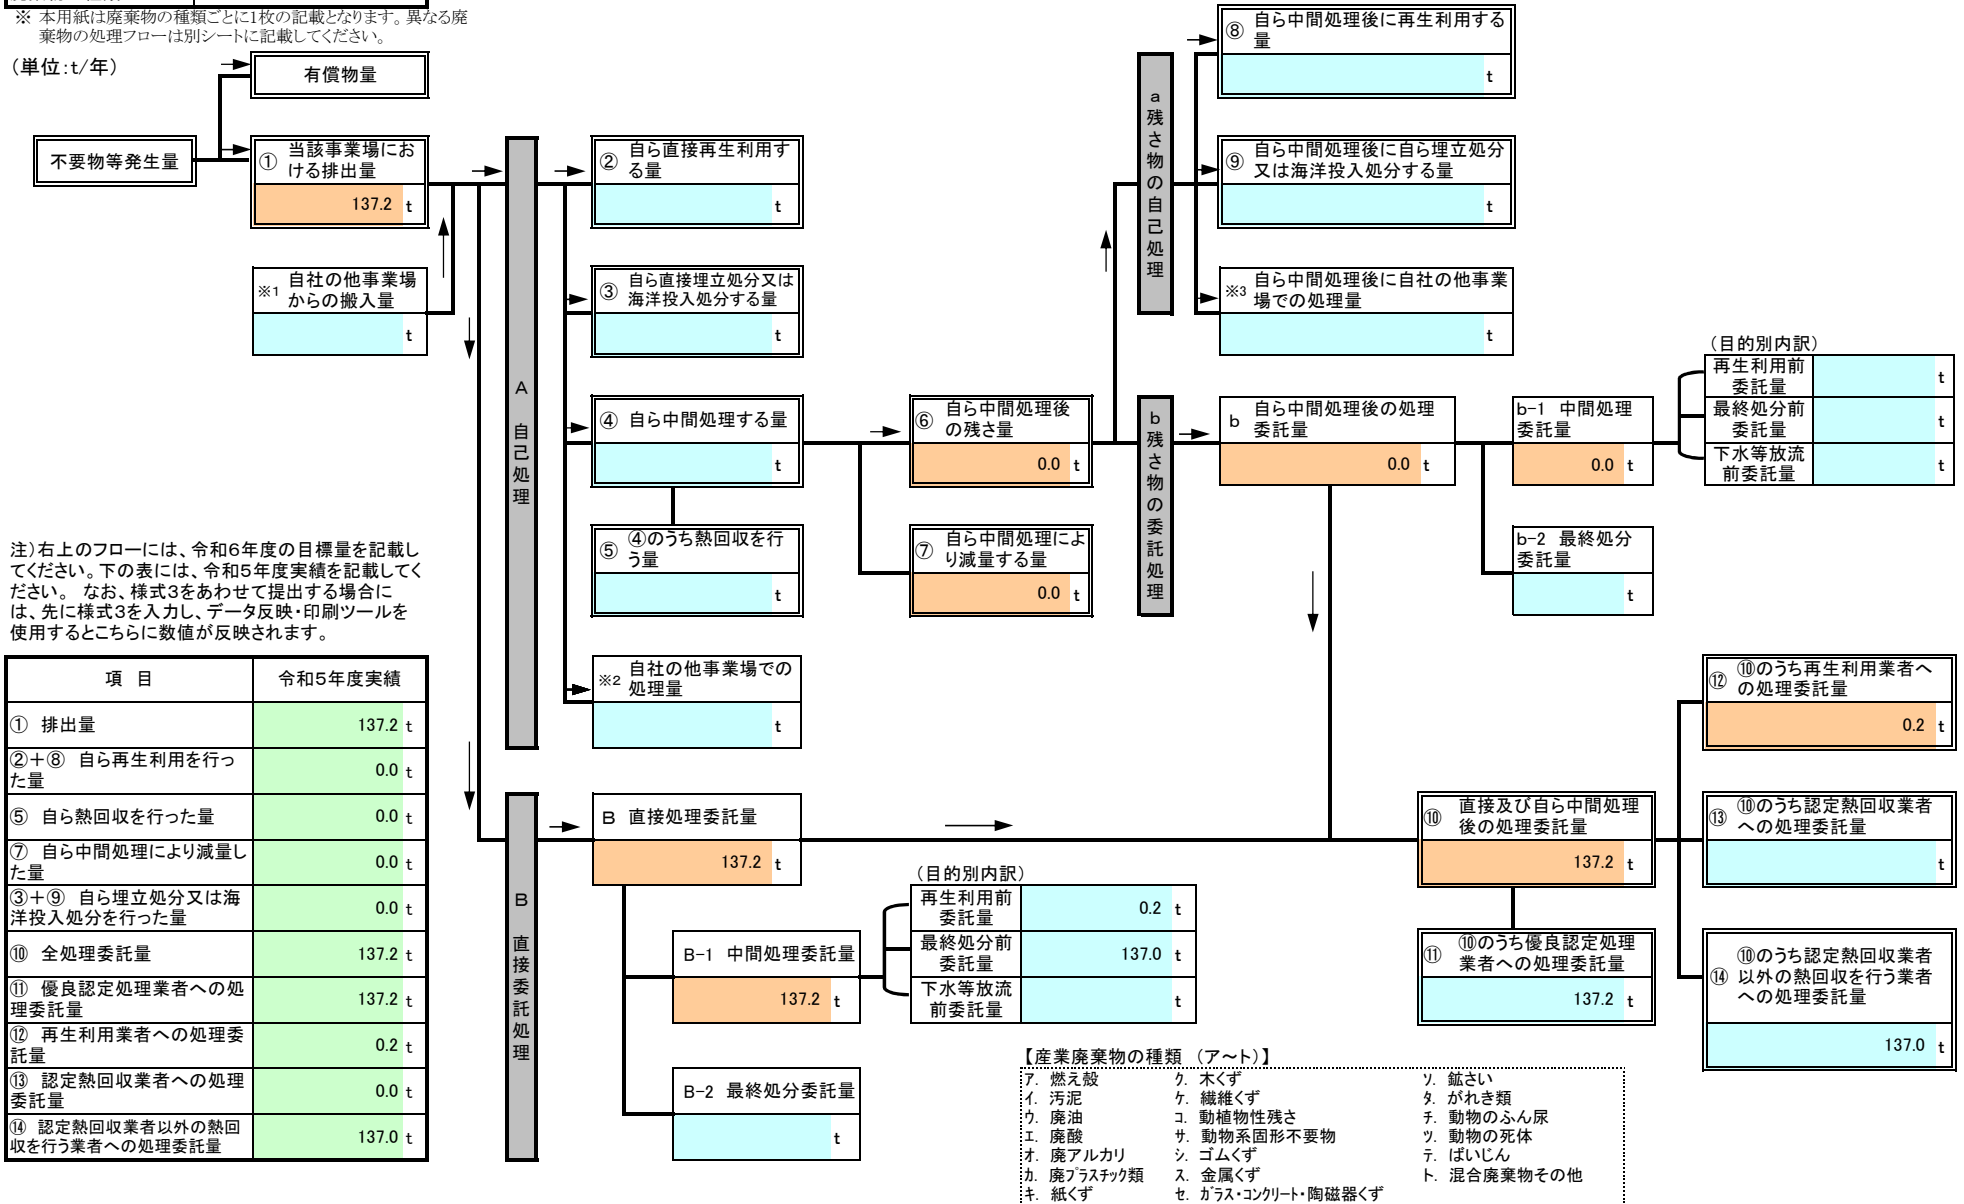 ※ 本用紙は廃棄物の種類ごとに1枚の記載となります。異なる廃
棄物の処理フローは別シートに記載してください。
(単位:t/年)
有償物量
不要物等発生量
① 当該事業場にお
ける排出量
137.2 t
※1 自社の他事業場
からの搬入量
t
A 自己処理
② 自ら直接再生利用す
る量
t
③ 自ら直接埋立処分又は
海洋投入処分する量
t
④ 自ら中間処理する量
t
⑤ ④のうち熱回収を行
う量
t
※2 自社の他事業場での
処理量
t
⑥ 自ら中間処理後
の残さ量
0.0 t
⑦ 自ら中間処理によ
り減量する量
0.0 t
a 残さ物の自己処理
⑧ 自ら中間処理後に再生利用する
量
t
⑨ 自ら中間処理後に自ら埋立処分
又は海洋投入処分する量
t
※3 自ら中間処理後に自社の他事業
場での処理量
t
b 残さ物の委託処理
b 自ら中間処理後の処理
委託量
0.0 t
b-1 中間処理
委託量
0.0 t
b-2 最終処分
委託量
t
(目的別内訳)
再生利用前
委託量
t
最終処分前
委託量
t
下水等放流
前委託量
t
注)右上のフローには、令和6年度の目標量を記載し
てください。下の表には、令和5年度実績を記載してく
ださい。 なお、様式3をあわせて提出する場合に
は、先に様式3を入力し、データ反映・印刷ツールを
使用するとこちらに数値が反映されます。
項 目 令和5年度実績
① 排出量 137.2 t
②+⑧ 自ら再生利用を行っ
た量 0.0 t
⑤ 自ら熱回収を行った量 0.0 t
⑦ 自ら中間処理により減量し
た量 0.0 t
③+⑨ 自ら埋立処分又は海
洋投入処分を行った量 0.0 t
⑩ 全処理委託量 137.2 t
⑪ 優良認定処理業者への処
理委託量 137.2 t
⑫ 再生利用業者への処理委
託量 0.2 t
⑬ 認定熱回収業者への処理
委託量 0.0 t
⑭ 認定熱回収業者以外の熱回
収を行う業者への処理委託量 137.0 t
B 直接委託処理
B 直接処理委託量
137.2 t
B-1 中間処理委託量
137.2 t
B-2 最終処分委託量
t
(目的別内訳)
再生利用前
委託量
0.2 t
最終処分前
委託量
137.0 t
下水等放流
前委託量
t
⑩ 直接及び自ら中間処理
後の処理委託量
137.2 t
⑪ ⑩のうち優良認定処理
業者への処理委託量
137.2 t
⑫ ⑩のうち再生利用業者へ
の処理委託量
0.2 t
⑬ ⑩のうち認定熱回収業者
への処理委託量
t
⑭ ⑩のうち認定熱回収業者
以外の熱回収を行う業者
への処理委託量
137.0 t
【産業廃棄物の種類 (ア~ト)】
ア. 燃え殻 ク. 木くず ソ. 鉱さい
イ. 汚泥 ケ. 繊維くず タ. がれき類
ウ. 廃油 コ. 動植物性残さ チ. 動物のふん尿
エ. 廃酸 サ. 動物系固形不要物 ツ. 動物の死体
オ. 廃アルカリ シ. ゴムくず テ. ばいじん
カ. 廃プラスチック類 ス. 金属くず ト. 混合廃棄物その他
キ. 紙くず セ. ガラス・コンクリート・陶磁器くず